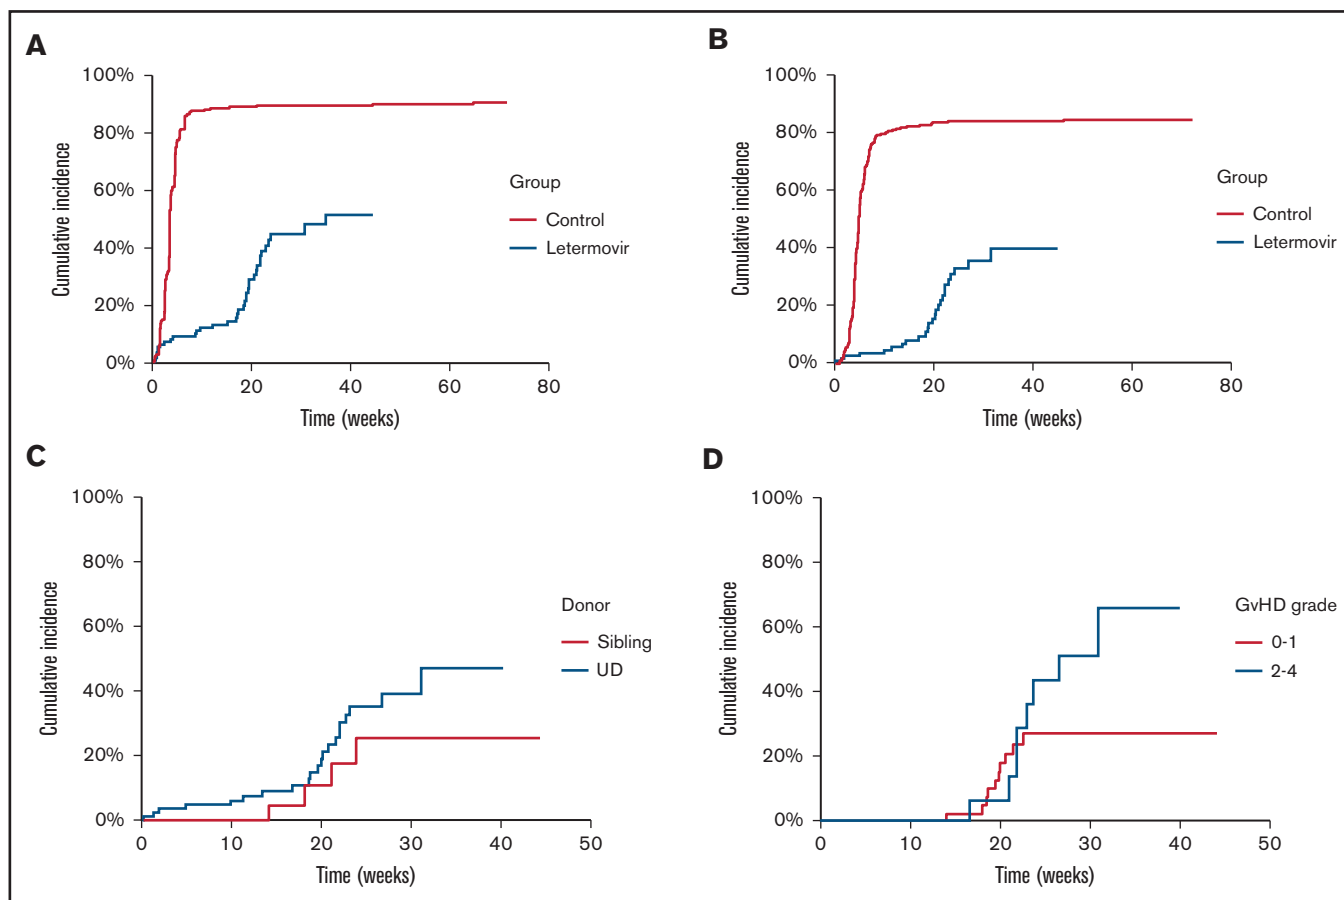 A
100%
80%
60%
40%
20%
0%
Cumulative incidence
0 20 40 60 80
Time (weeks)
Group
Control
Letermovir
B
100%
80%
60%
40%
20%
0%
Cumulative incidence
0 20 40 60 80
Time (weeks)
Group
Control
Letermovir
C
100%
80%
60%
40%
20%
0%
Cumulative incidence
0 10 20 30 40 50
Time (weeks)
Donor
Sibling
UD
D
100%
80%
60%
40%
20%
0%
Cumulative incidence
0 10 20 30 40 50
Time (weeks)
GvHD grade
0-1
2-4